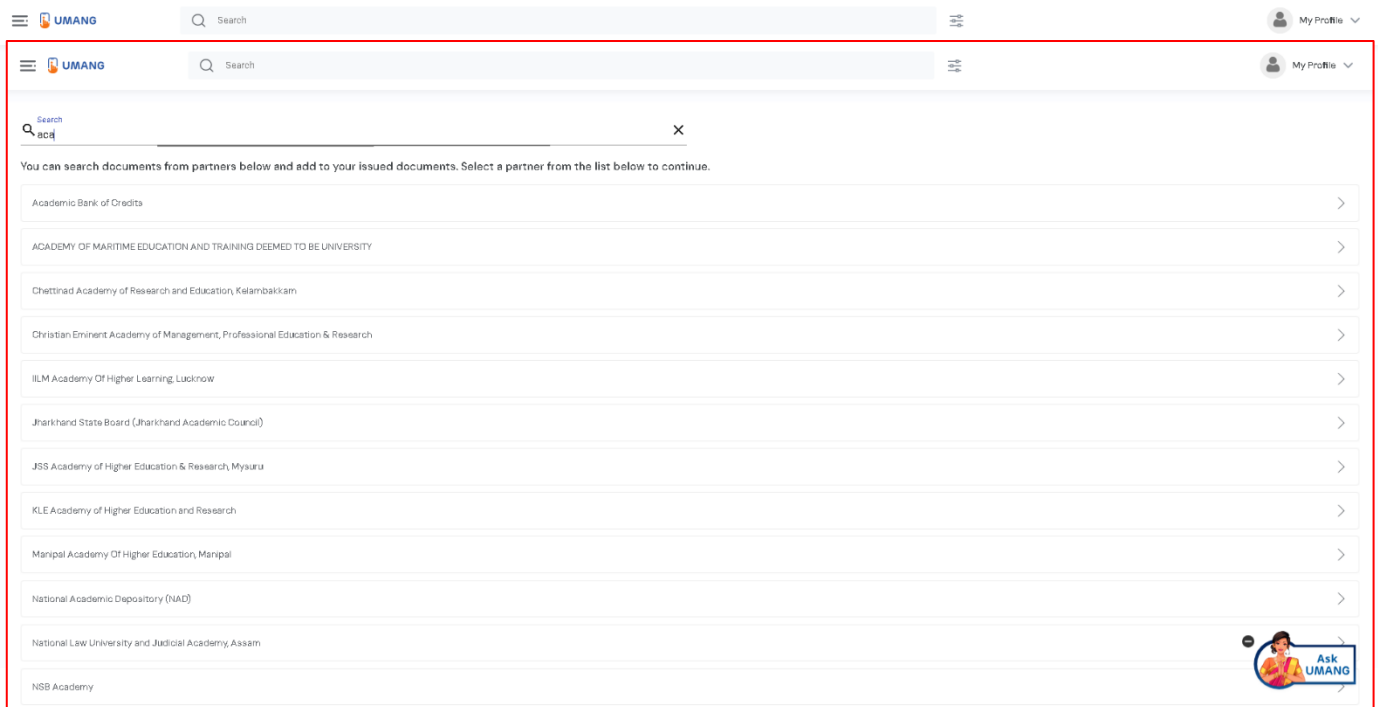 UMANG
Search
My Profile
UMANG
Search
My Profile
Search
aca
You can search documents from partners below and add to your issued documents. Select a partner from the list below to continue.
Academic Bank of Credits
ACADEMY OF MARITIME EDUCATION AND TRAINING DEEMED TO BE UNIVERSITY
Chettinad Academy of Research and Education, Kelambakkam
Christian Eminent Academy of Management, Professional Education & Research
IILM Academy Of Higher Learning, Lucknow
Jharkhand State Board (Jharkhand Academic Council)
JSS Academy of Higher Education & Research, Mysuru
KLE Academy of Higher Education and Research
Manipal Academy Of Higher Education, Manipal
National Academic Depository (NAD)
National Law University and Judicial Academy, Assam
NSB Academy
Ask
UMANG